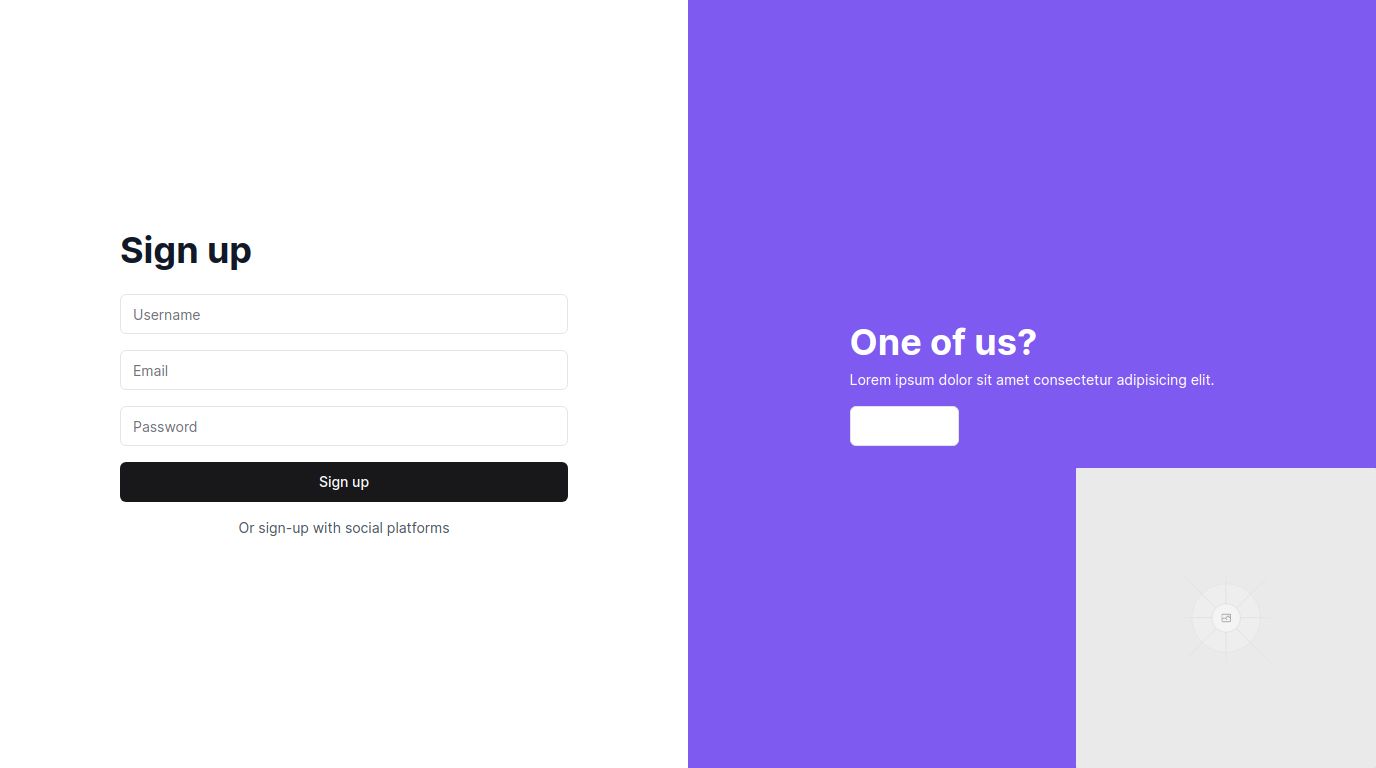 Sign up
Username
Email
Password
Sign up
Or sign-up with social platforms
One of us?
Lorem ipsum dolor sit amet consectetur adipisicing elit.